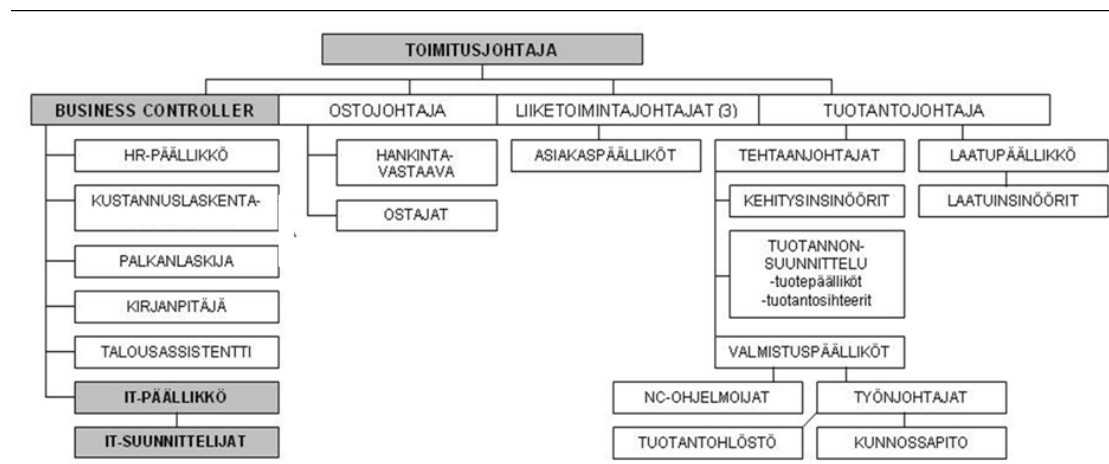 TOIMITUSJOHTAJA
BUSINESS CONTROLLER
OSTOJOHTAJA
LIIKETOIMINTAJOHTAJAT (3)
TUOTANTOJOHTAJA
HR-PÄÄLLIKKÖ
KUSTANNUSLASKENTA-
PALKANLASKIJA
KIRJANPITÄJÄ
TALOUSASSISTENTTI
IT-PÄÄLLIKKÖ
IT-SUUNNITTELIJAT
HANKINTA-
VASTAAVA
OSTAJAT
ASIAKASPÄÄLLIKÖT
TEHTAANJOHTAJAT
KEHITYSINSINÖÖRIT
TUOTANNON-
SUUNNITTELU
-tuotepäälliköt
-tuotantosihteerit
VALMISTUSPÄÄLLIKÖT
NC-OHJELMOIJAT
TYÖNJOHTAJAT
TUOTANTOHLÖSTÖ
KUNNOSSAPITO
LAATUPÄÄLLIKKÖ
LAATUINSINÖÖRIT